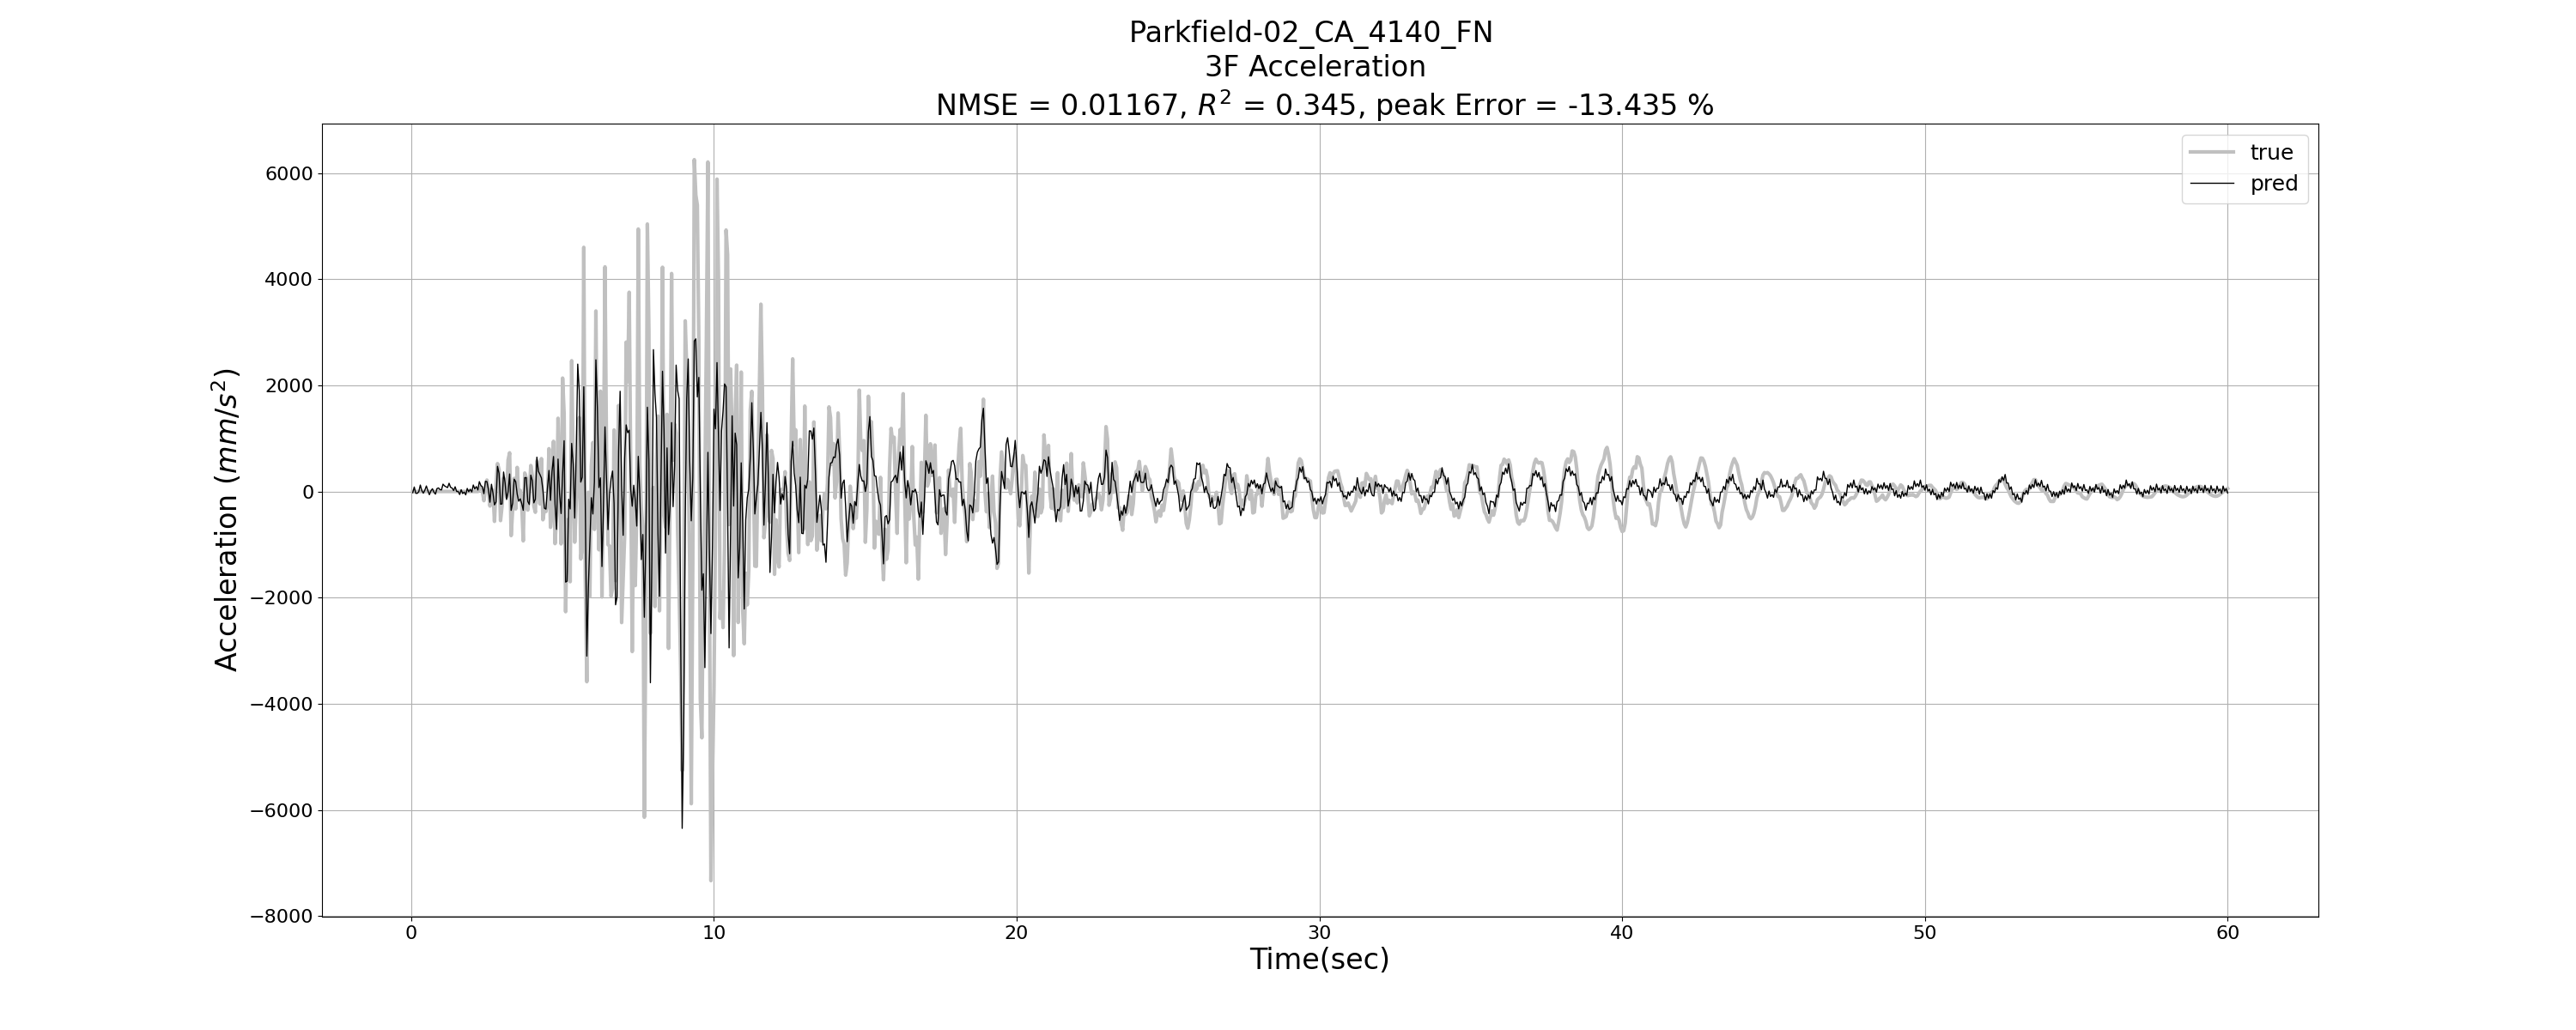 Parkfield-02_CA_4140_FN
3F Acceleration
NMSE = 0.01167, R² = 0.345, peak Error = -13.435 %
true
pred
6000
4000
2000
0
−2000
−4000
−6000
−8000
Acceleration (mm/s²)
0 10 20 30 40 50 60
Time(sec)